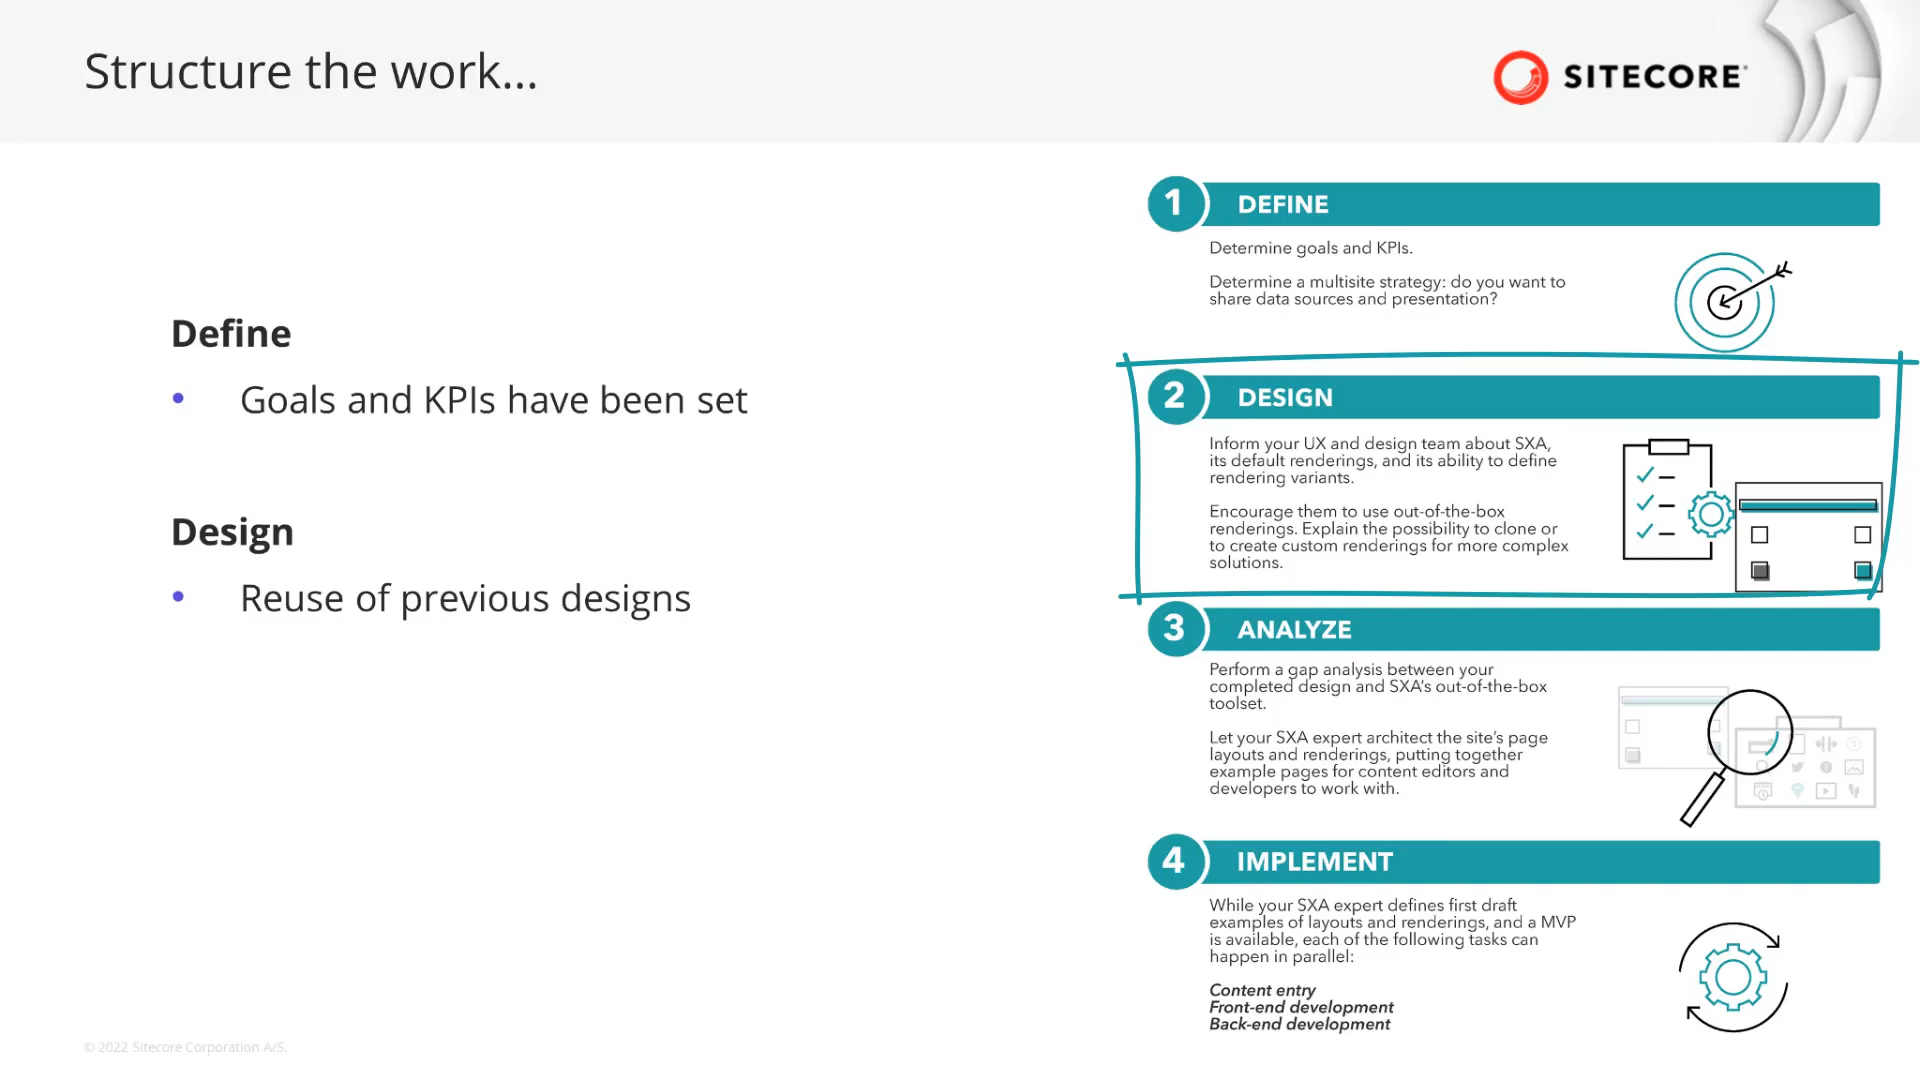 Structure the work...
SITECORE
Define
• Goals and KPIs have been set
Design
• Reuse of previous designs
1 DEFINE
Determine goals and KPIs.
Determine a multisite strategy: do you want to
share data sources and presentation?
2 DESIGN
Inform your UX and design team about SXA,
its default renderings, and its ability to define
rendering variants.
Encourage them to use out-of-the-box
renderings. Explain the possibility to clone or
to create custom renderings for more complex
solutions.
3 ANALYZE
Perform a gap analysis between your
completed design and SXA's out-of-the-box
toolset.
Let your SXA expert architect the site's page
layouts and renderings, putting together
example pages for content editors and
developers to work with.
4 IMPLEMENT
While your SXA expert defines first draft
examples of layouts and renderings, and a MVP
is available, each of the following tasks can
happen in parallel:
Content entry
Front-end development
Back-end development
© 2022 Sitecore Corporation A/S.